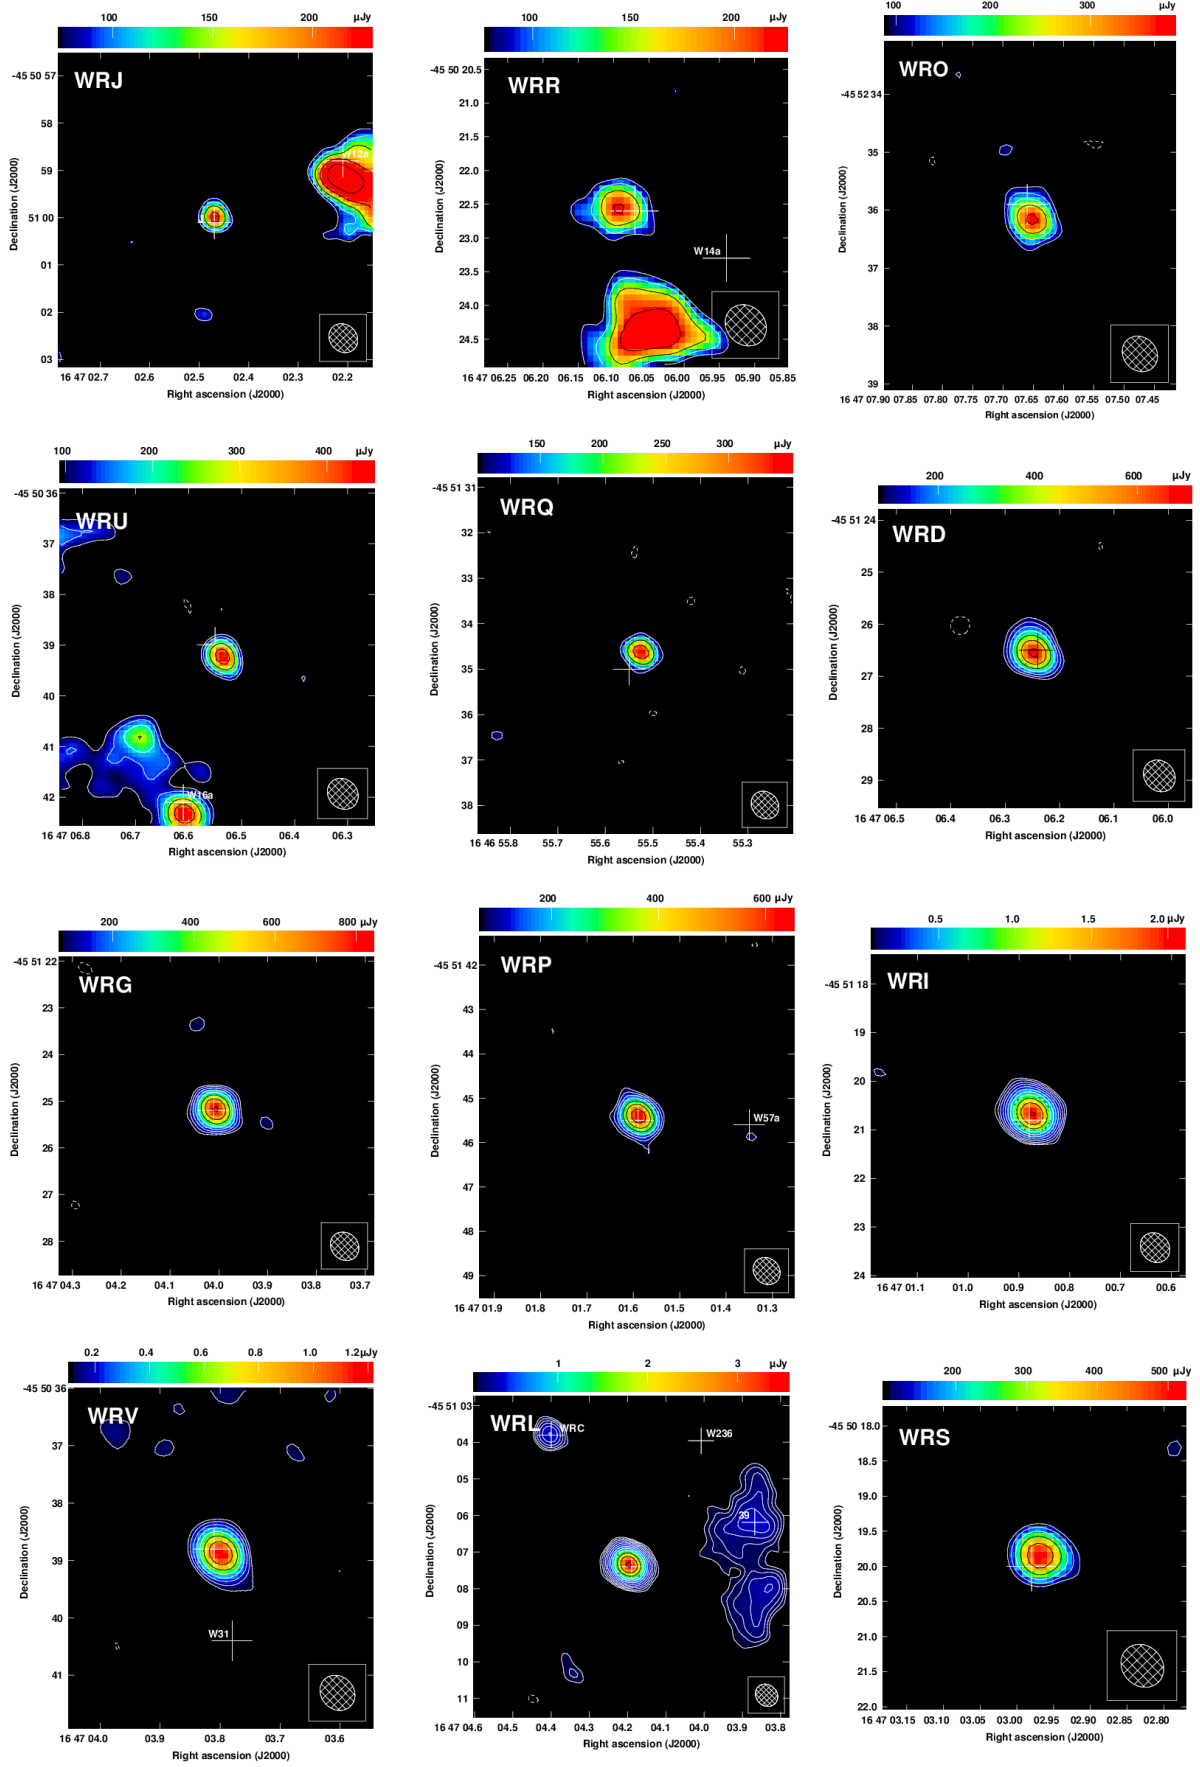 100 150 200 µJy
WRJ
W12a
-45 50 57
58
59
51 00
01
02
03
Declination (J2000)
16 47 02.7 02.6 02.5 02.4 02.3 02.2
Right ascension (J2000)
100 150 200 µJy
WRR
W14a
-45 50 20.5
21.0
21.5
22.0
22.5
23.0
23.5
24.0
24.5
Declination (J2000)
16 47 06.25 06.20 06.15 06.10 06.05 06.00 05.95 05.90 05.85
Right ascension (J2000)
100 200 300 µJy
WRO
-45 52 34
35
36
37
38
39
Declination (J2000)
16 47 07.90 07.85 07.80 07.75 07.70 07.65 07.60 07.55 07.50 07.45
Right ascension (J2000)
100 200 300 400 µJy
WRU
W16a
-45 50 36
37
38
39
40
41
42
Declination (J2000)
16 47 06.8 06.7 06.6 06.5 06.4 06.3
Right ascension (J2000)
150 200 250 300 µJy
WRQ
-45 51 31
32
33
34
35
36
37
38
Declination (J2000)
16 46 55.8 55.7 55.6 55.5 55.4 55.3
Right ascension (J2000)
200 400 600 µJy
WRD
-45 51 24
25
26
27
28
29
Declination (J2000)
16 47 06.5 06.4 06.3 06.2 06.1 06.0
Right ascension (J2000)
200 400 600 800 µJy
WRG
-45 51 22
23
24
25
26
27
28
Declination (J2000)
16 47 04.3 04.2 04.1 04.0 03.9 03.8 03.7
Right ascension (J2000)
200 400 600 µJy
WRP
W57a
-45 51 42
43
44
45
46
47
48
49
Declination (J2000)
16 47 01.9 01.8 01.7 01.6 01.5 01.4 01.3
Right ascension (J2000)
0.5 1.0 1.5 2.0 µJy
WRI
-45 51 18
19
20
21
22
23
24
Declination (J2000)
16 47 01.1 01.0 00.9 00.8 00.7 00.6
Right ascension (J2000)
0.2 0.4 0.6 0.8 1.0 1.2µJy
WRV
W31
-45 50 36
37
38
39
40
41
Declination (J2000)
16 47 04.0 03.9 03.8 03.7 03.6
Right ascension (J2000)
1 2 3 µJy
WRL
WRC
W236
39
-45 51 03
04
05
06
07
08
09
10
11
Declination (J2000)
16 47 04.6 04.5 04.4 04.3 04.2 04.1 04.0 03.9 03.8
Right ascension (J2000)
200 300 400 500 µJy
WRS
-45 50 18.0
18.5
19.0
19.5
20.0
20.5
21.0
21.5
22.0
Declination (J2000)
16 47 03.15 03.10 03.05 03.00 02.95 02.90 02.85 02.80
Right ascension (J2000)